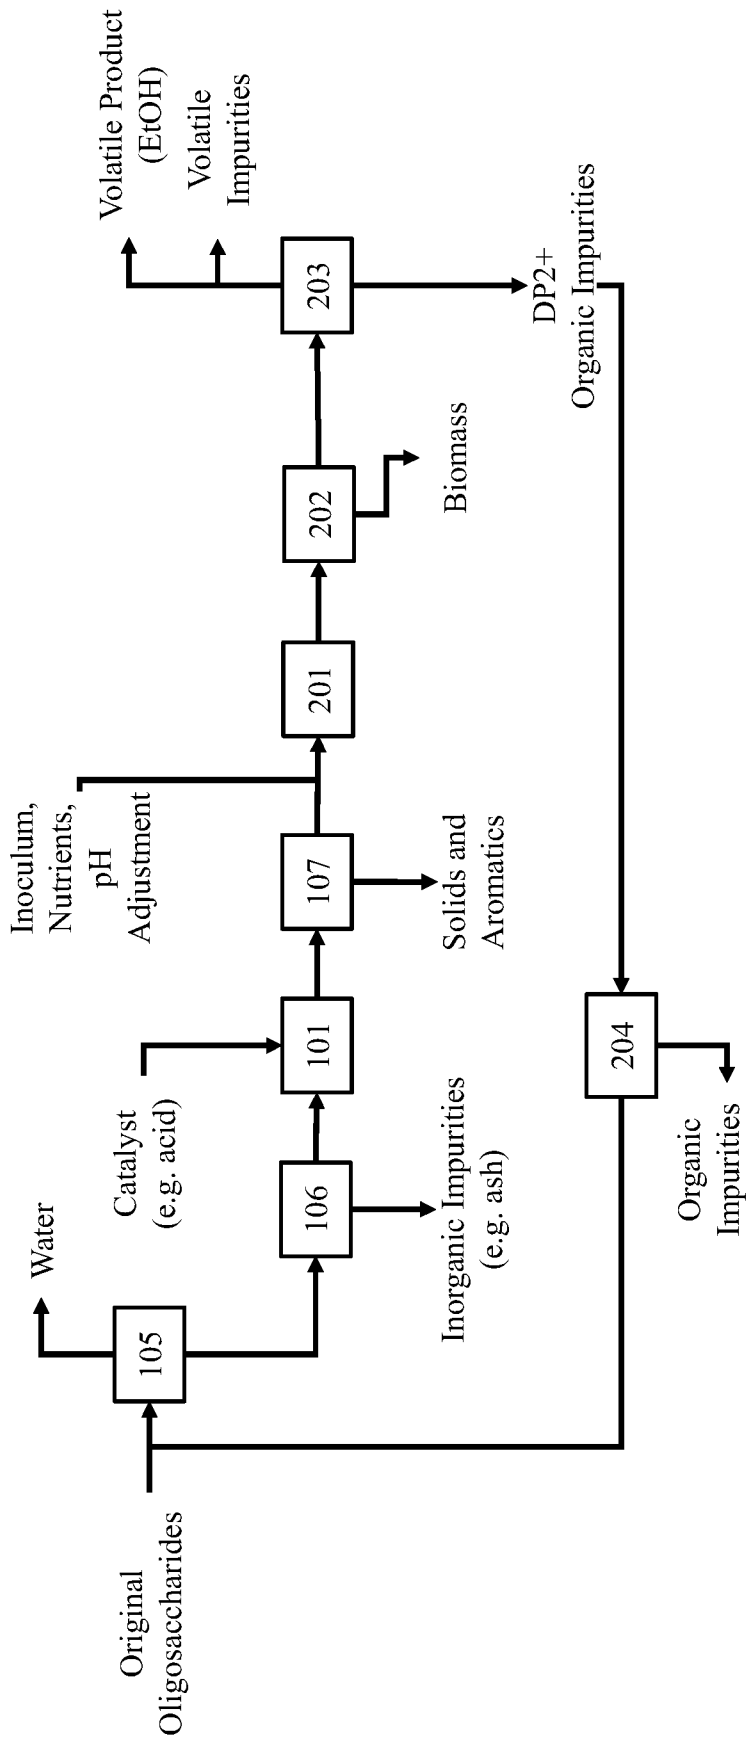 Original
Oligosaccharides
105
Water
106
Inorganic Impurities
(e.g. ash)
Catalyst
(e.g. acid)
101
107
Solids and
Aromatics
Inoculum,
Nutrients,
pH
Adjustment
201
202
Biomass
203
Volatile Product
(EtOH)
Volatile
Impurities
DP2+
Organic Impurities
204
Organic
Impurities